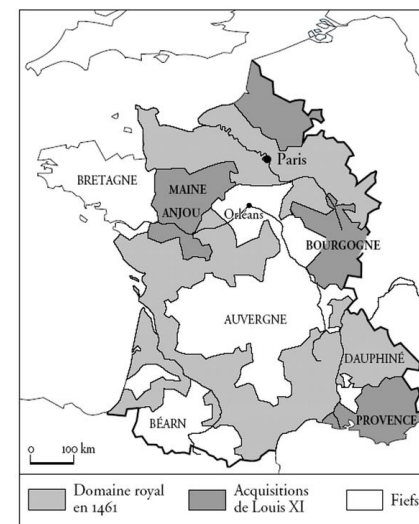 Paris
BRETAGNE
MAINE
ANJOU
Orléans
BOURGOGNE
AUVERGNE
DAUPHINÉ
PROVENCE
BÉARN
0 100 km
Domaine royal
en 1461
Acquisitions
de Louis XI
Fiefs